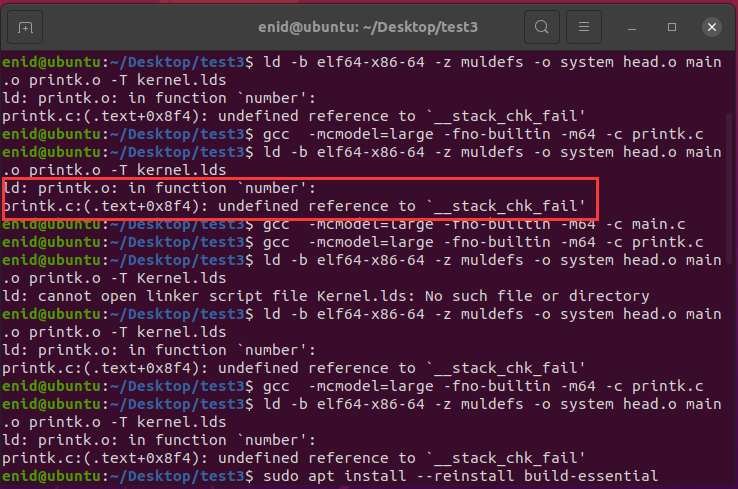 enid@ubuntu: ~/Desktop/test3
enid@ubuntu:~/Desktop/test3$ ld -b elf64-x86-64 -z muldefs -o system head.o main
.o printk.o -T kernel.lds
ld: printk.o: in function `number':
printk.c:(.text+0x8f4): undefined reference to `__stack_chk_fail'
enid@ubuntu:~/Desktop/test3$ gcc  -mcmodel=large -fno-builtin -m64 -c printk.c
enid@ubuntu:~/Desktop/test3$ ld -b elf64-x86-64 -z muldefs -o system head.o main
.o printk.o -T kernel.lds
ld: printk.o: in function `number':
printk.c:(.text+0x8f4): undefined reference to `__stack_chk_fail'
enid@ubuntu:~/Desktop/test3$ gcc  -mcmodel=large -fno-builtin -m64 -c main.c
enid@ubuntu:~/Desktop/test3$ gcc  -mcmodel=large -fno-builtin -m64 -c printk.c
enid@ubuntu:~/Desktop/test3$ ld -b elf64-x86-64 -z muldefs -o system head.o main
.o printk.o -T Kernel.lds
ld: cannot open linker script file Kernel.lds: No such file or directory
enid@ubuntu:~/Desktop/test3$ ld -b elf64-x86-64 -z muldefs -o system head.o main
.o printk.o -T kernel.lds
ld: printk.o: in function `number':
printk.c:(.text+0x8f4): undefined reference to `__stack_chk_fail'
enid@ubuntu:~/Desktop/test3$ gcc  -mcmodel=large -fno-builtin -m64 -c printk.c
enid@ubuntu:~/Desktop/test3$ ld -b elf64-x86-64 -z muldefs -o system head.o main
.o printk.o -T kernel.lds
ld: printk.o: in function `number':
printk.c:(.text+0x8f4): undefined reference to `__stack_chk_fail'
enid@ubuntu:~/Desktop/test3$ sudo apt install --reinstall build-essential